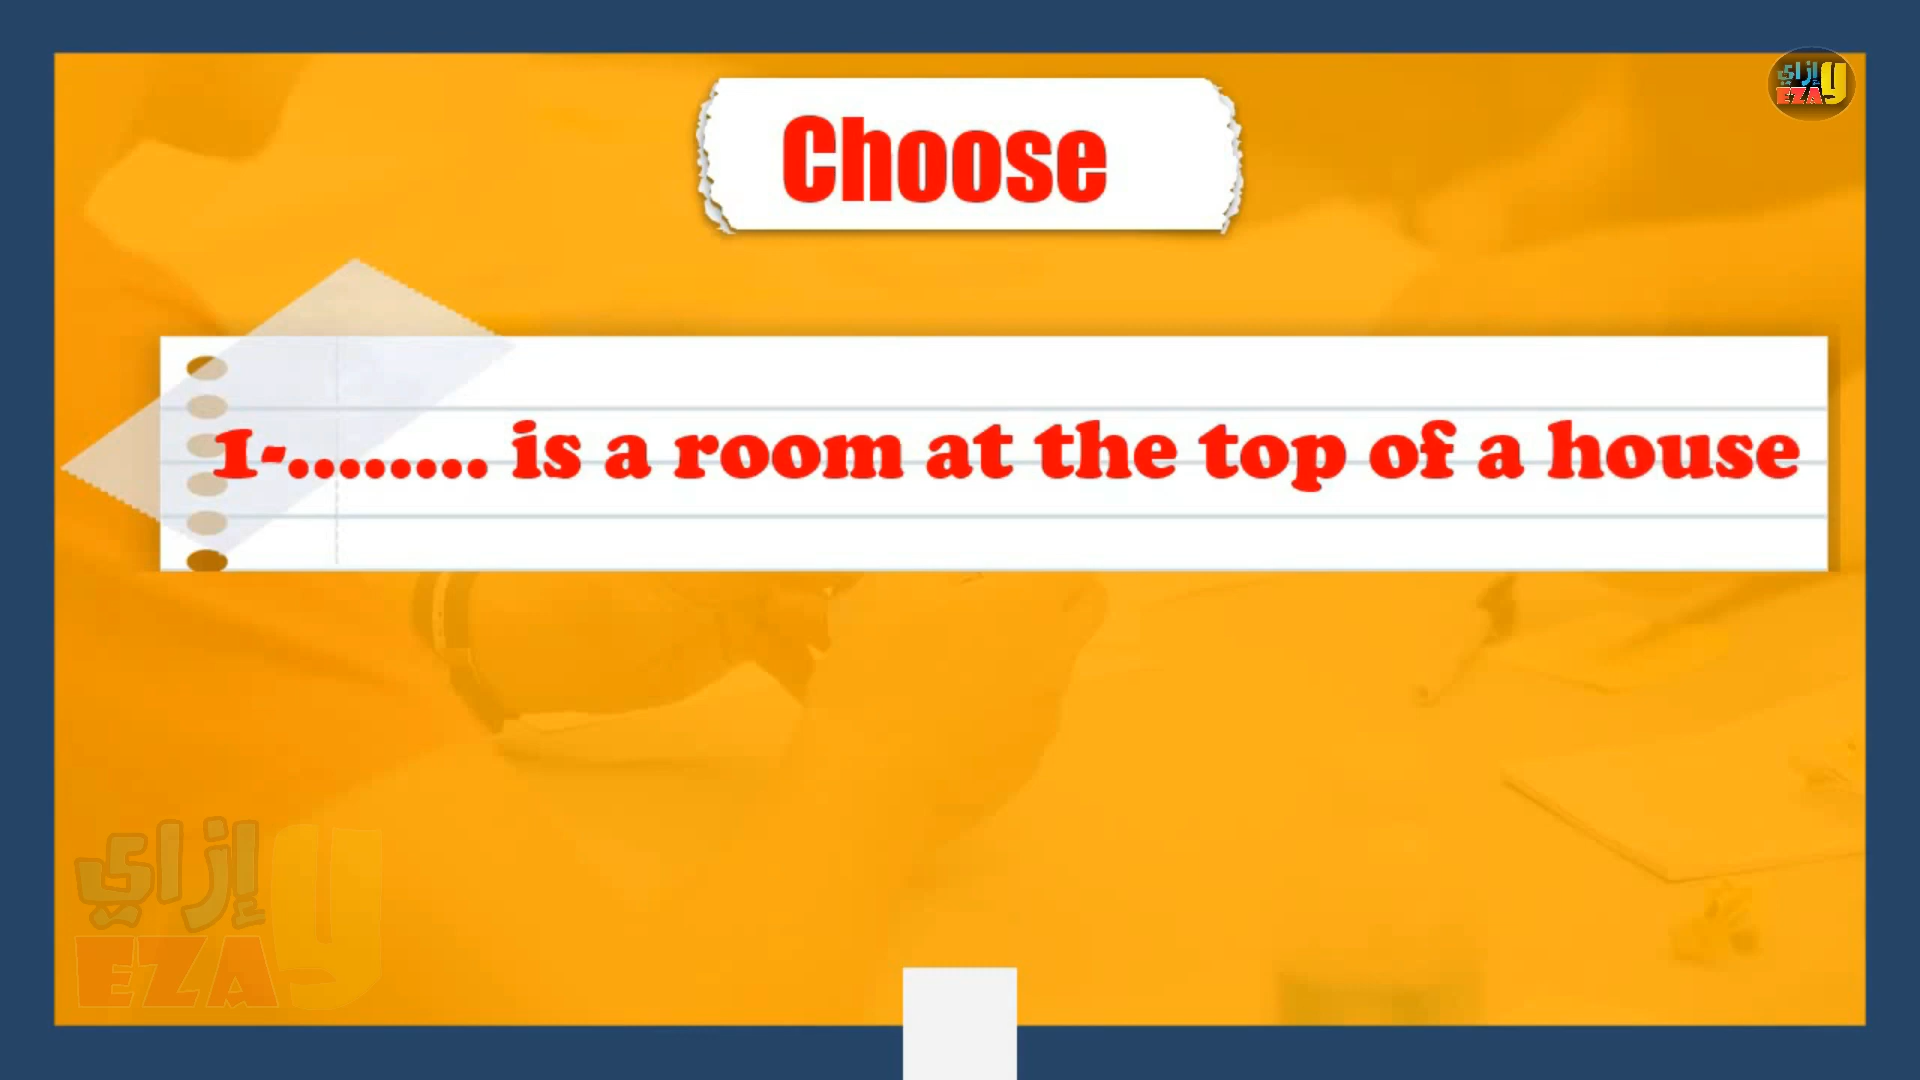 إزاي
EZAY
Choose
1-........ is a room at the top of a house
إزاي
EZAY